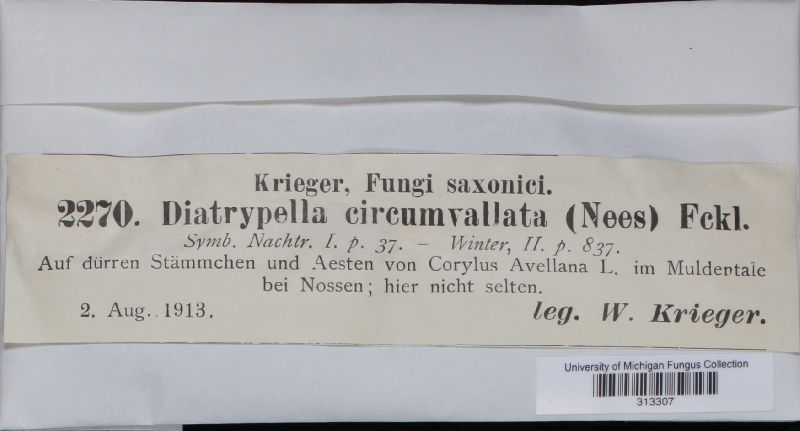 Krieger, Fungi saxonici.
2270. Diatrypella circumvallata (Nees) Fckl.
Symb. Nachtr. I. p. 37. – Winter, II. p. 837.
Auf dürren Stämmchen und Aesten von Corylus Avellana L. im Muldentale
bei Nossen; hier nicht selten.
2. Aug. 1913. leg. W. Krieger.
University of Michigan Fungus Collection
313307